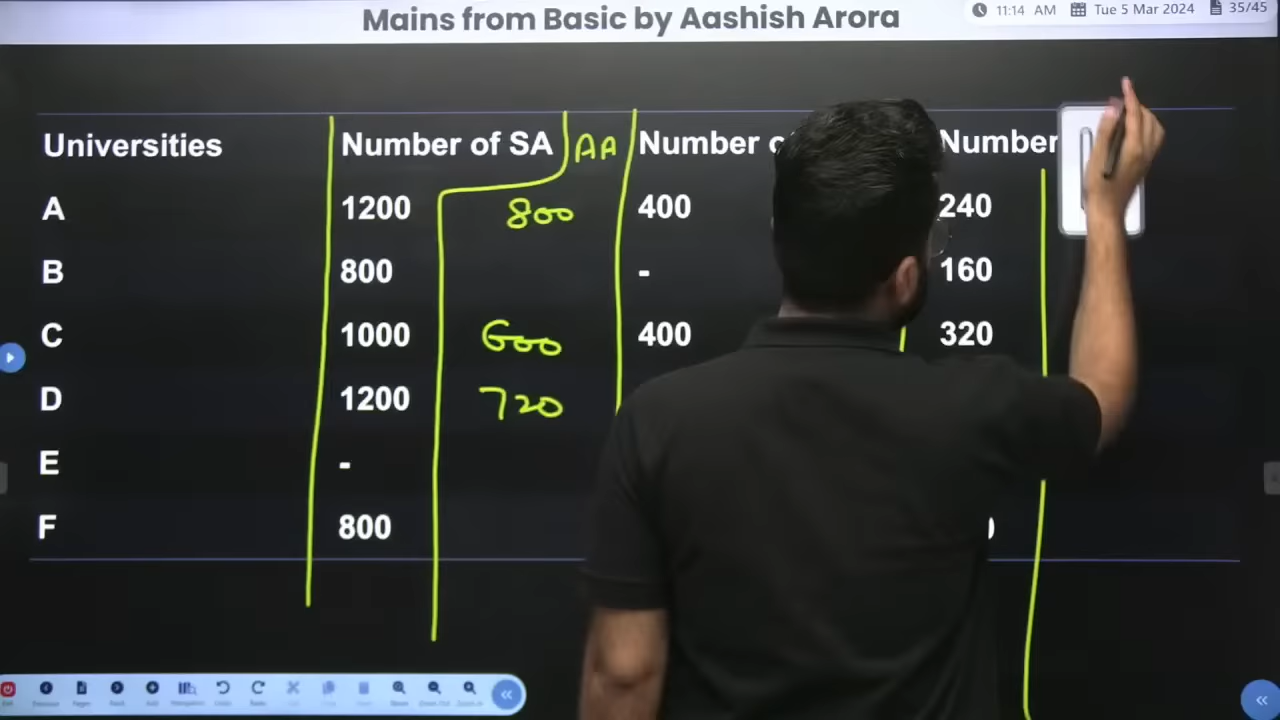 Mains from Basic by Aashish Arora
11:14 AM Tue 5 Mar 2024 35/45
Universities Number of SA AA Number Number
A 1200 800 400 240
B 800 - 160
C 1000 600 400 320
D 1200 720
E -
F 800